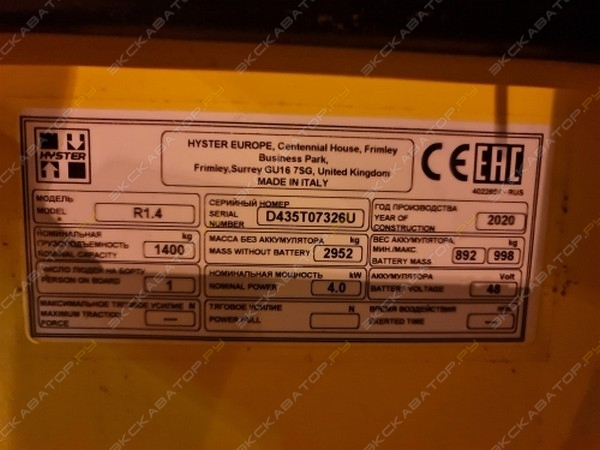 HYSTER
HYSTER EUROPE, Centennial House, Frimley
Business Park,
Frimley, Surrey GU16 7SG, United Kingdom
MADE IN ITALY
CE EAC
МОДЕЛЬ
MODEL
R1.4
СЕРИЙНЫЙ НОМЕР
SERIAL
NUMBER
D435T07326U
ГОД ПРОИЗВОДСТВА
YEAR OF
CONSTRUCTION
2020
НОМИНАЛЬНАЯ kg
ГРУЗОПОДЪЕМНОСТЬ
NOMINAL CAPACITY
1400
МАССА БЕЗ АККУМУЛЯТОРА kg
MASS WITHOUT BATTERY
2952
ВЕС АККУМУЛЯТОРА, kg
МИН./МАКС.
BATTERY MASS
892 998
ЧИСЛО ЛЮДЕЙ НА БОРТУ
PERSON ON BOARD
1
НОМИНАЛЬНАЯ МОЩНОСТЬ kW
NOMINAL POWER
4.0
АККУМУЛЯТОРА Volt
BATTERY VOLTAGE
48
МАКСИМАЛЬНОЕ ТЯГОВОЕ УСИЛИЕ N
MAXIMUM TRACTION
FORCE
---
ТЯГОВОЕ УСИЛИЕ N
POWER PULL
ВРЕМЯ ВОЗДЕЙСТВИЯ
EXERTED TIME
---
ЭКСКАВАТОР.РУ